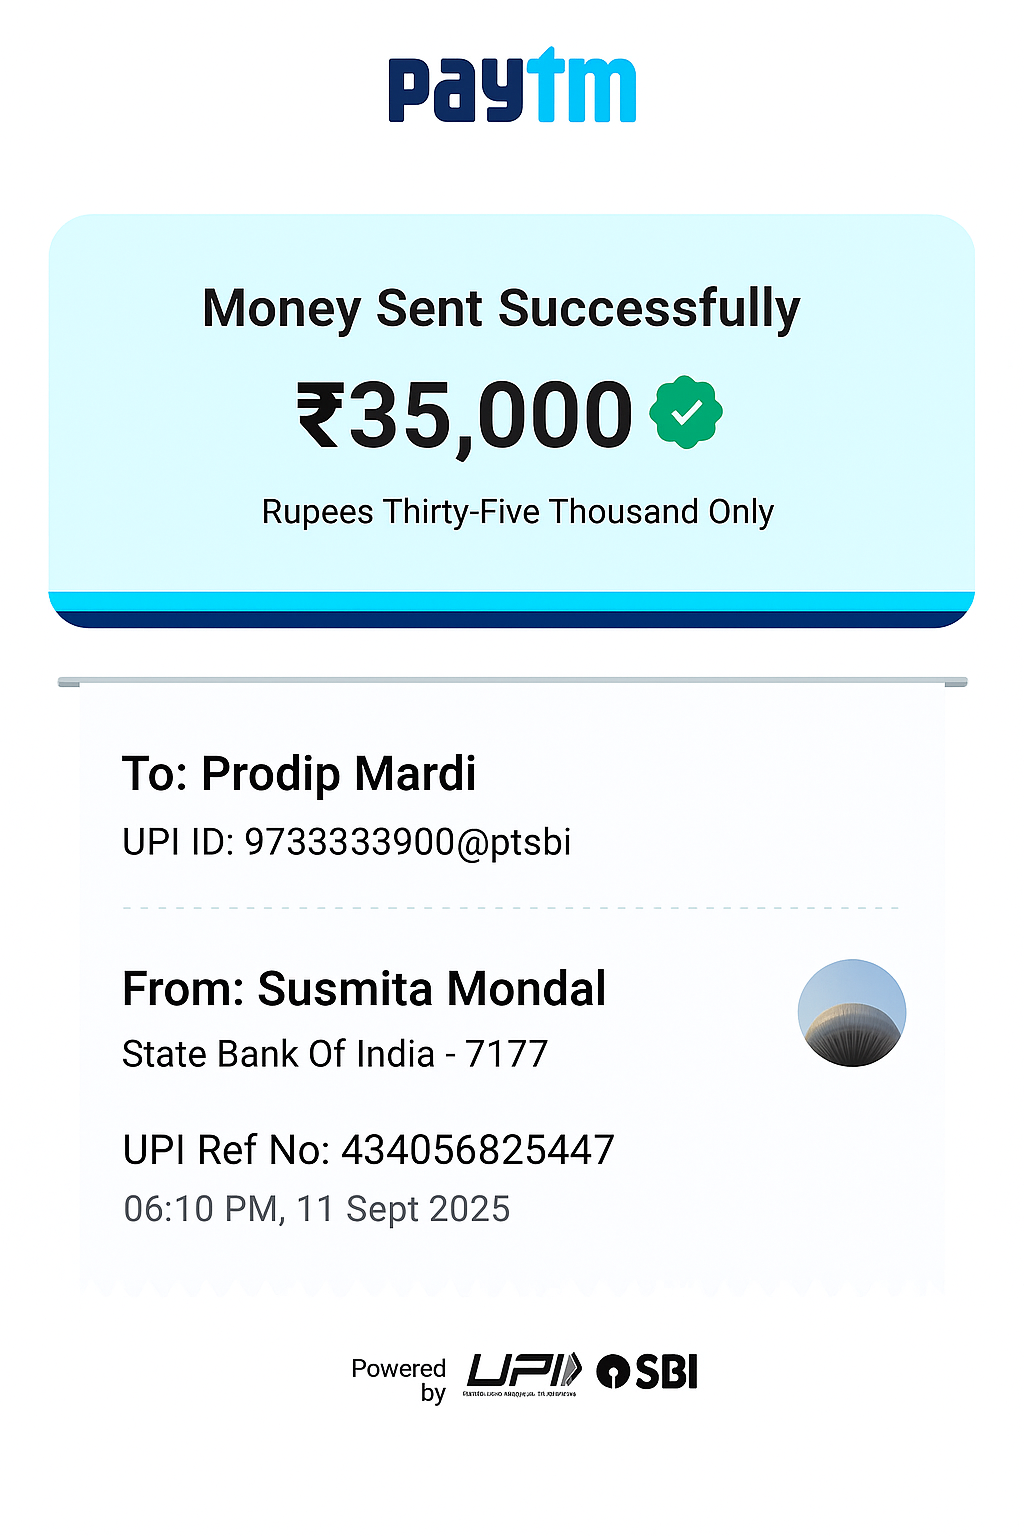 paytm
Money Sent Successfully
₹35,000
Rupees Thirty-Five Thousand Only
To: Prodip Mardi
UPI ID: 9733333900@ptsbi
From: Susmita Mondal
State Bank Of India - 7177
UPI Ref No: 434056825447
06:10 PM, 11 Sept 2025
Powered
by
UPI
SBI